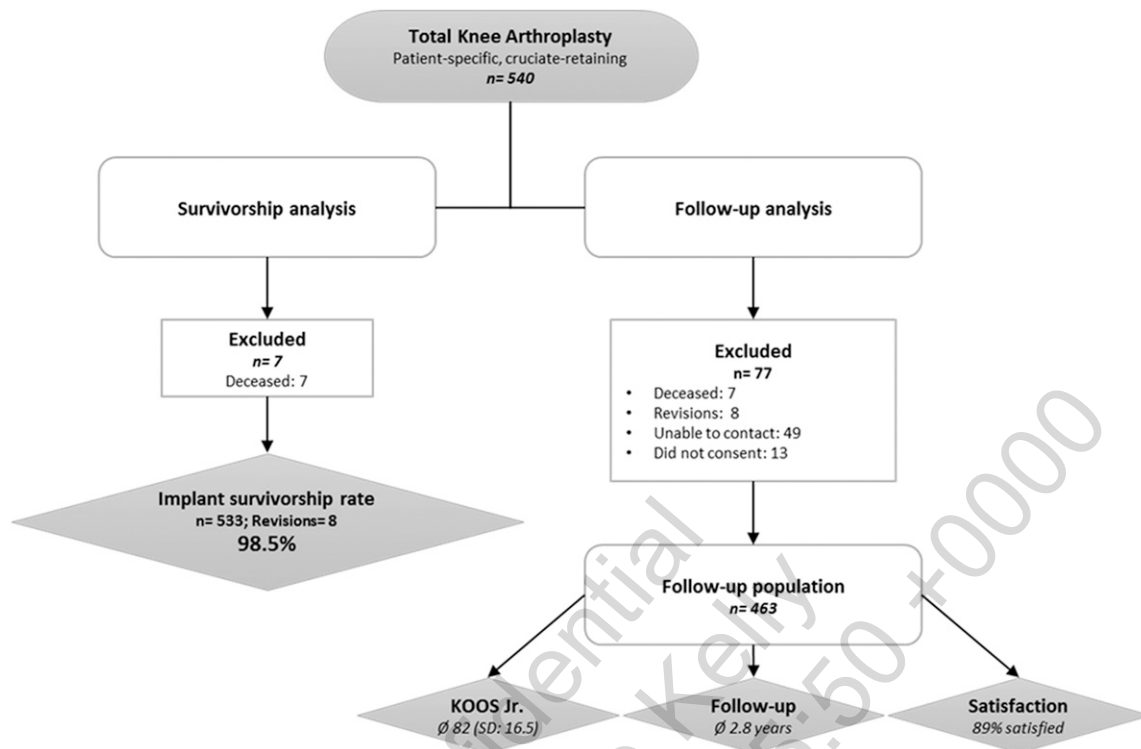 Total Knee Arthroplasty
Patient-specific, cruciate-retaining
n= 540
Survivorship analysis
Follow-up analysis
Excluded
n= 7
Deceased: 7
Excluded
n= 77
• Deceased: 7
• Revisions: 8
• Unable to contact: 49
• Did not consent: 13
Implant survivorship rate
n= 533; Revisions= 8
98.5%
Follow-up population
n= 463
KOOS Jr.
Ø 82 (SD: 16.5)
Follow-up
Ø 2.8 years
Satisfaction
89% satisfied
Kelly
:50 +0000